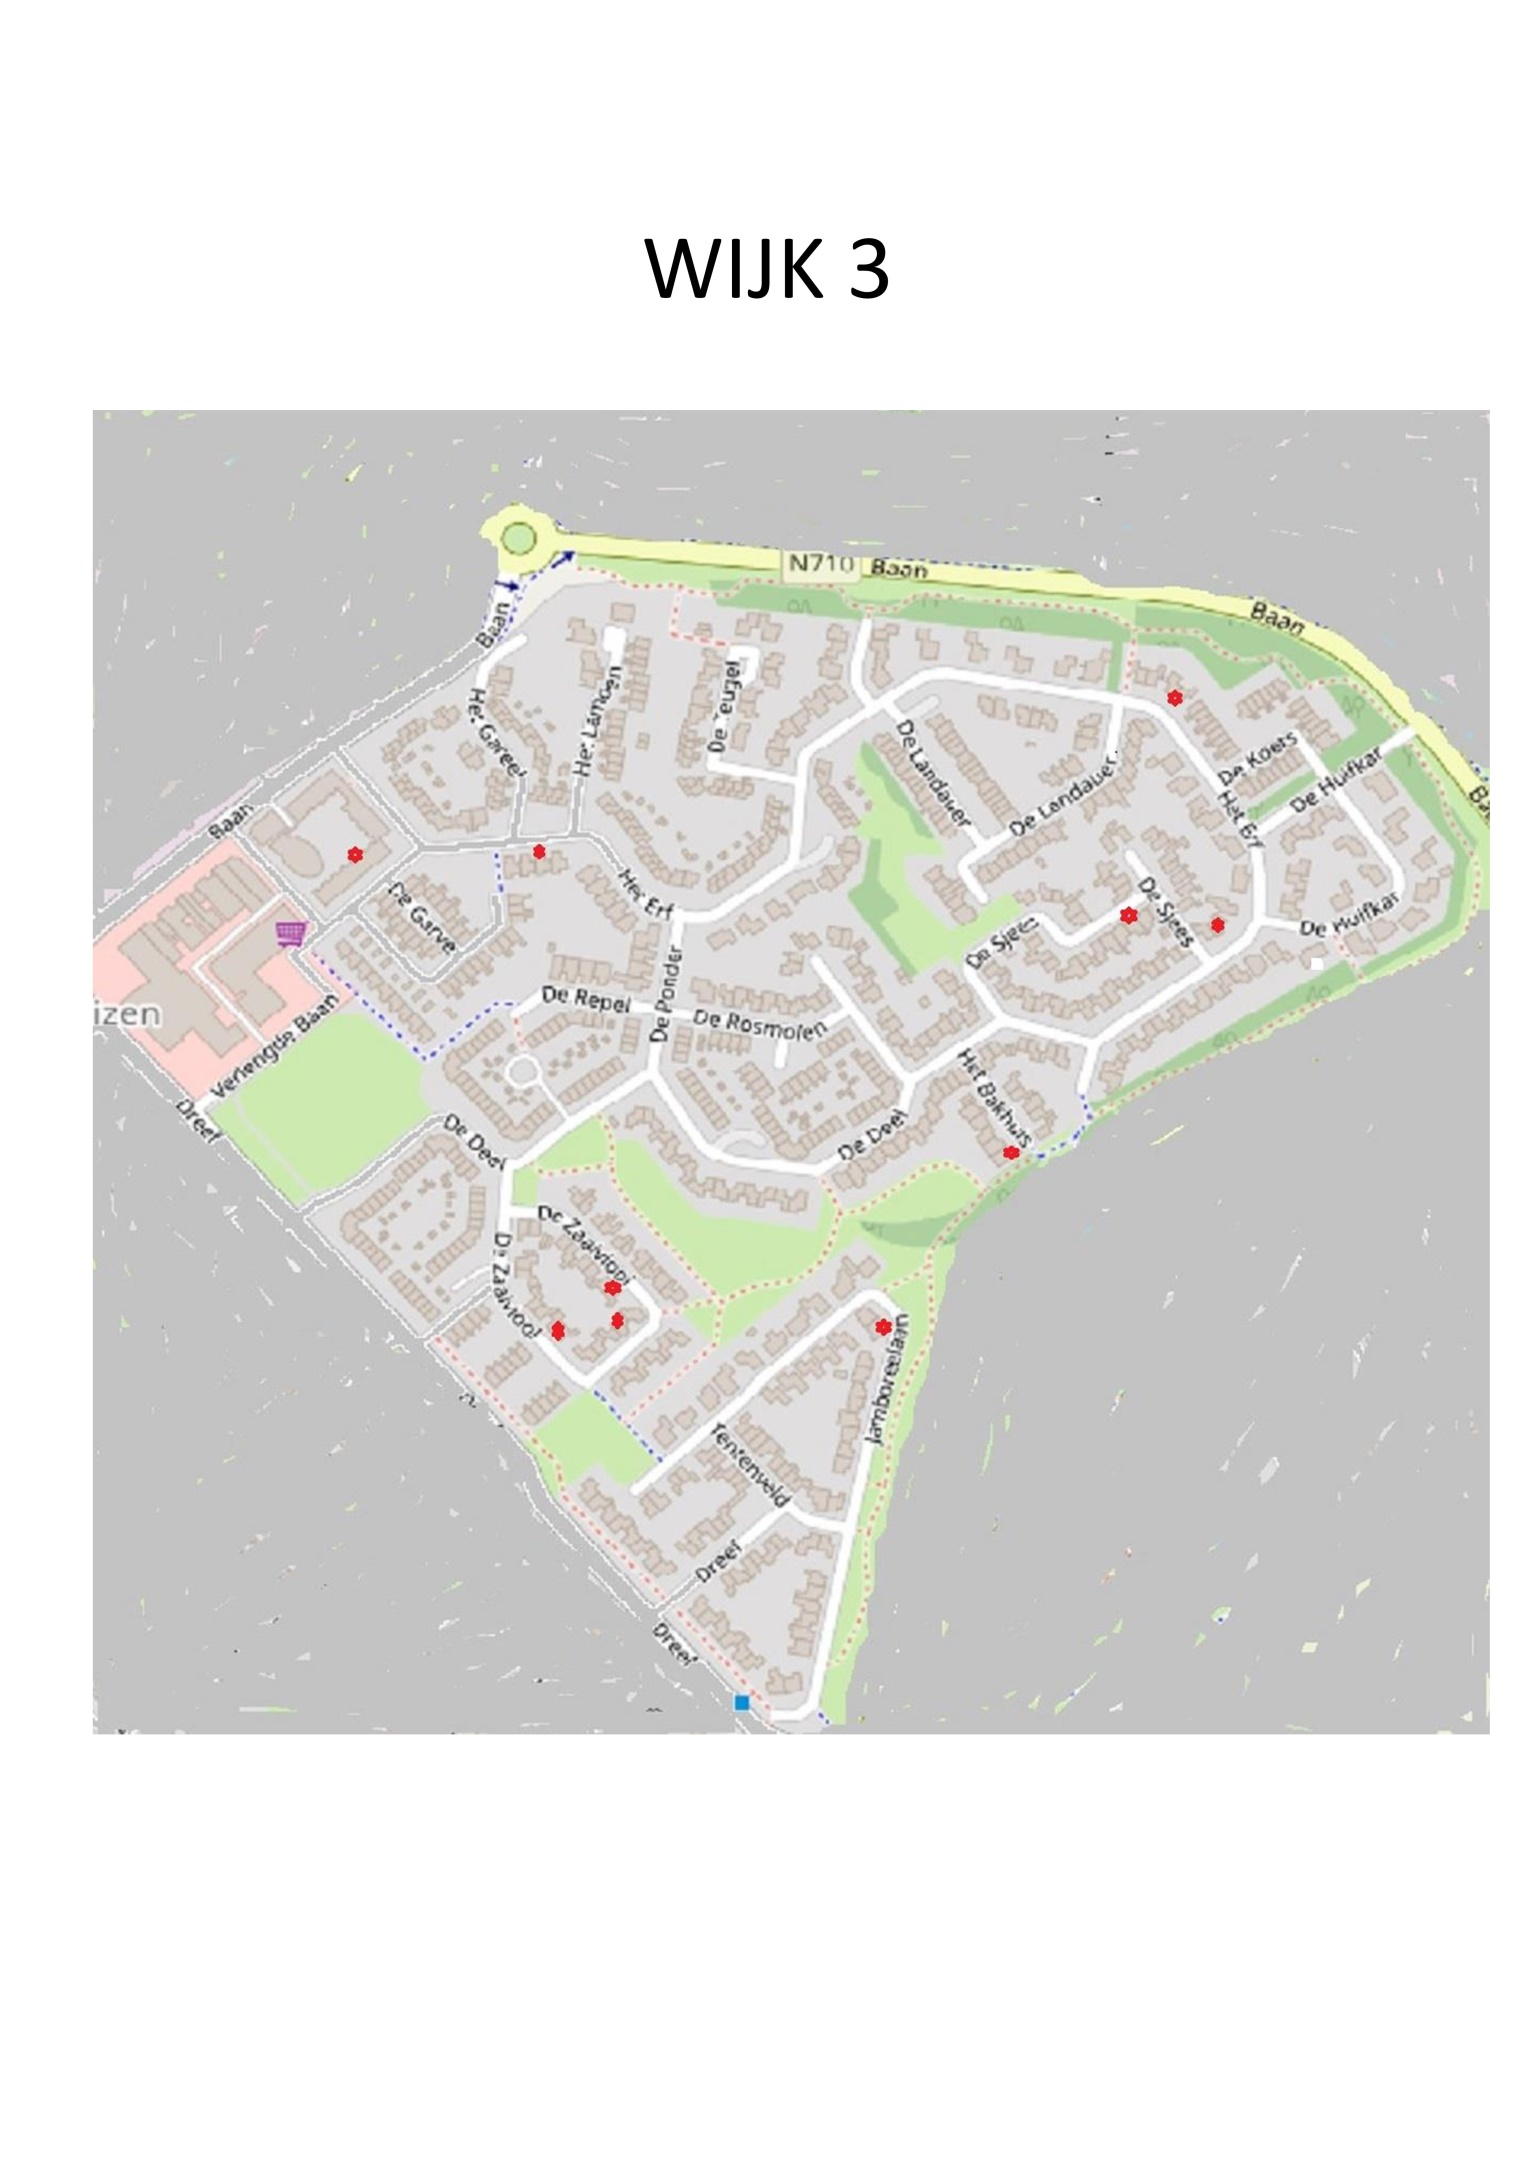 WIJK 3
N710
Baan
Baan
Baan
Het Gareel
Het Lamoen
De Teugel
De Landauer
De Landauer
De Koets
De Huifkar
Het Erf
Baan
De Garve
Het Erf
De Sjees
De Sjees
De Huifkar
izen
De Repel
De Ponder
De Rosmolen
Verlengde Baan
Dreef
De Deel
De Deel
Het Bakhuis
De Zaaiviool
De Zaaiviool
Jamboreelaan
Tentenveld
Dreef
Dreef